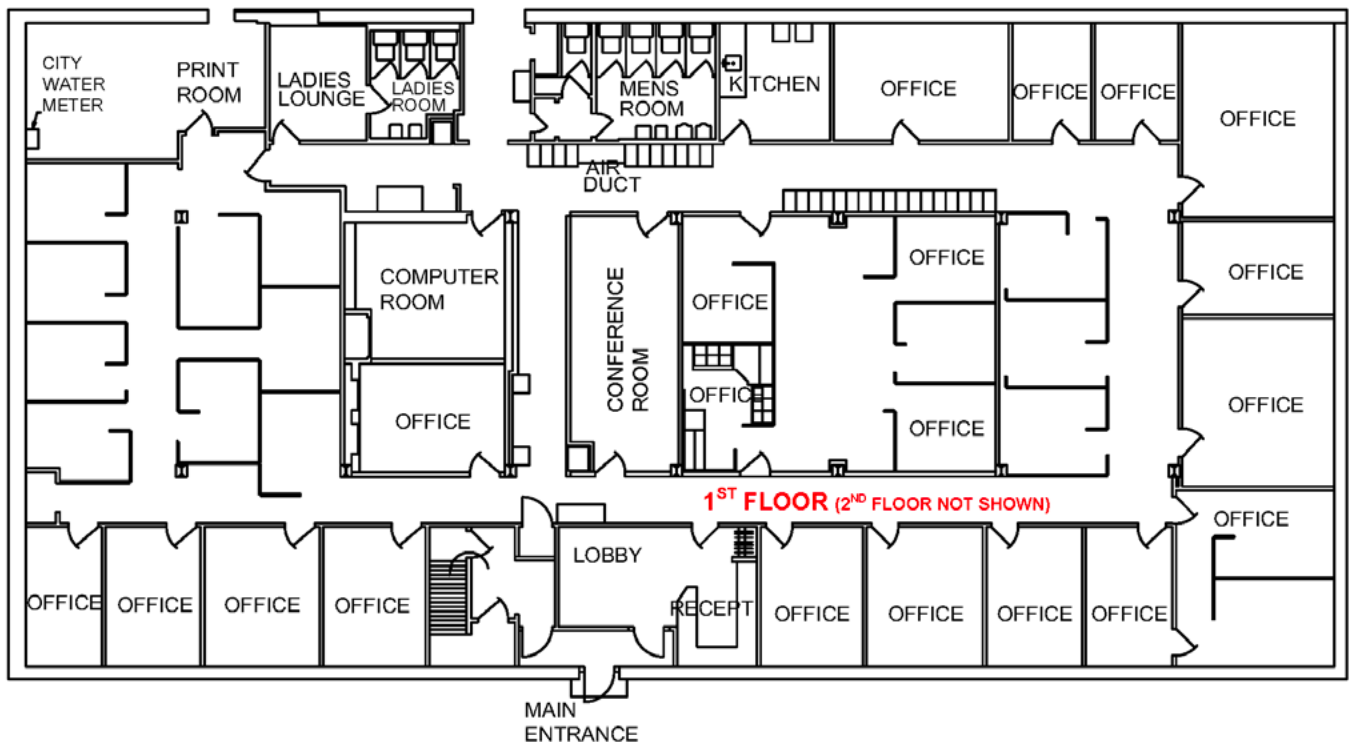 CITY
WATER
METER
PRINT
ROOM
LADIES
LOUNGE
LADIES
ROOM
MENS
ROOM
KITCHEN
OFFICE
OFFICE
OFFICE
OFFICE
AIR
DUCT
COMPUTER
ROOM
CONFERENCE
ROOM
OFFICE
OFFICE
OFFICE
OFFICE
OFFICE
OFFICE
OFFICE
OFFICE
1ST FLOOR (2ND FLOOR NOT SHOWN)
OFFICE
OFFICE
OFFICE
OFFICE
OFFICE
LOBBY
RECEPT
OFFICE
OFFICE
OFFICE
OFFICE
MAIN
ENTRANCE